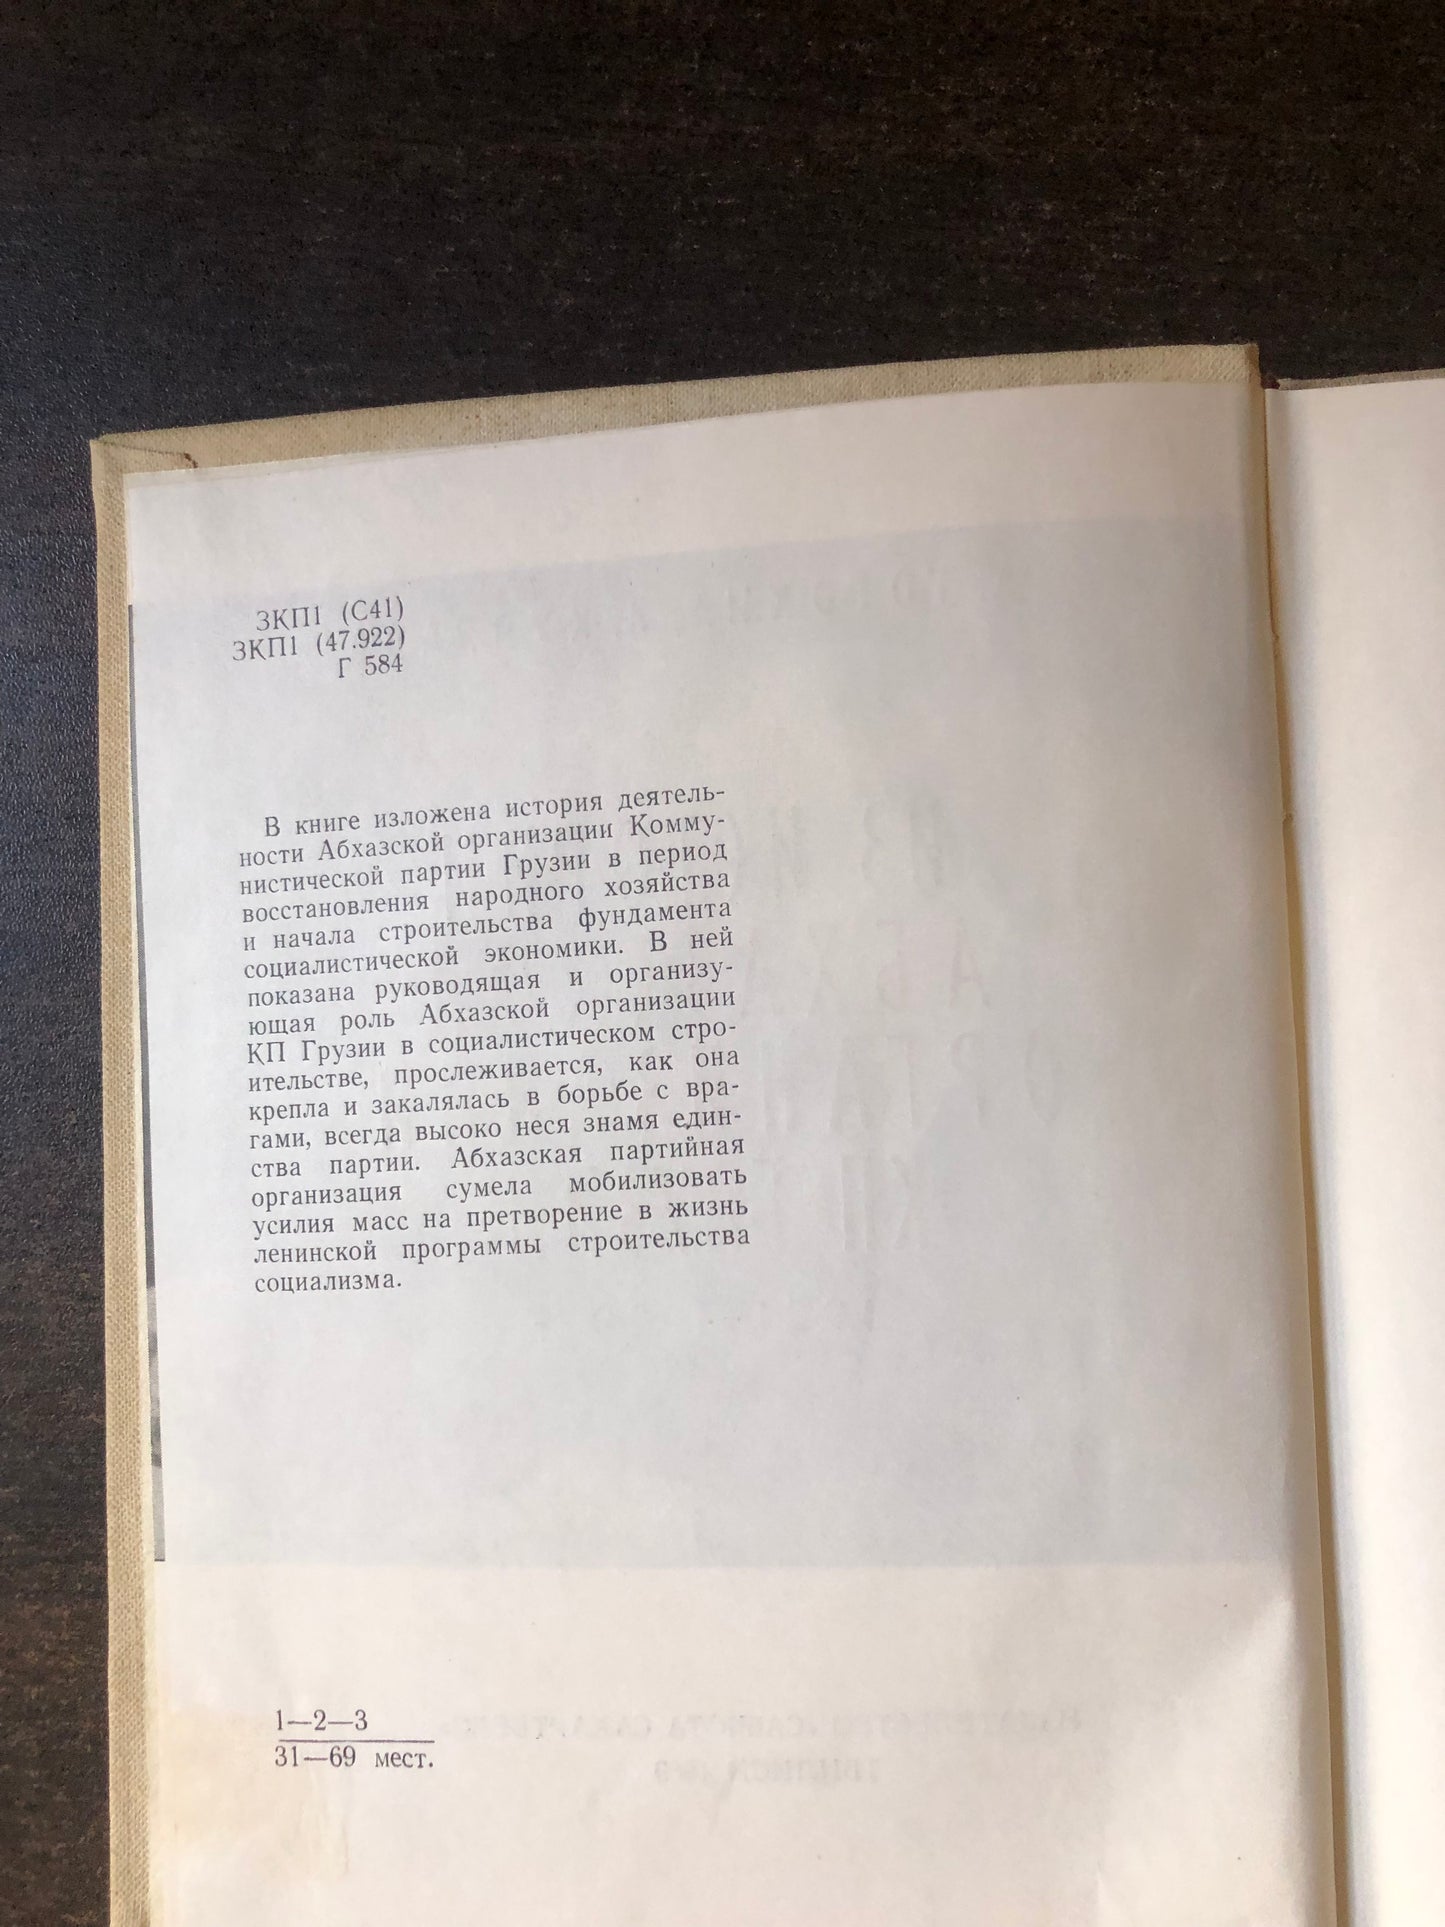 ЗКП1 (С41)
ЗКП1 (47.922)
Г 584
В книге изложена история деятель-
ности Абхазской организации Комму-
нистической партии Грузии в период
восстановления народного хозяйства
и начала строительства фундамента
социалистической экономики. В ней
показана руководящая и организу-
ющая роль Абхазской организации
КП Грузии в социалистическом стро-
ительстве, прослеживается, как она
крепла и закалялась в борьбе с вра-
гами, всегда высоко неся знамя един-
ства партии. Абхазская партийная
организация сумела мобилизовать
усилия масс на претворение в жизнь
ленинской программы строительства
социализма.
1—2—3
31—69 мест.